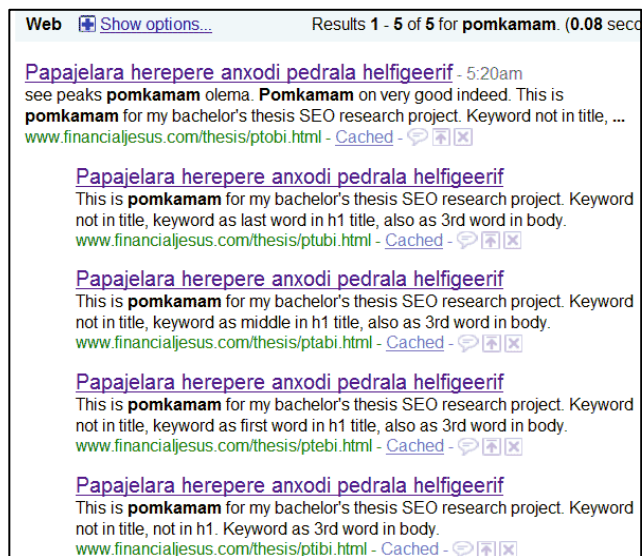 Web Show options... Results 1 - 5 of 5 for pomkamam. (0.08 seco
Papajelara herepere anxodi pedrala helfigeerif - 5:20am
see peaks pomkamam olema. Pomkamam on very good indeed. This is
pomkamam for my bachelor's thesis SEO research project. Keyword not in title, ...
www.financialjesus.com/thesis/ptobi.html - Cached -
Papajelara herepere anxodi pedrala helfigeerif
This is pomkamam for my bachelor's thesis SEO research project. Keyword
not in title, keyword as last word in h1 title, also as 3rd word in body.
www.financialjesus.com/thesis/ptubi.html - Cached -
Papajelara herepere anxodi pedrala helfigeerif
This is pomkamam for my bachelor's thesis SEO research project. Keyword
not in title, keyword as middle in h1 title, also as 3rd word in body.
www.financialjesus.com/thesis/ptabi.html - Cached -
Papajelara herepere anxodi pedrala helfigeerif
This is pomkamam for my bachelor's thesis SEO research project. Keyword
not in title, keyword as first word in h1 title, also as 3rd word in body.
www.financialjesus.com/thesis/ptebi.html - Cached -
Papajelara herepere anxodi pedrala helfigeerif
This is pomkamam for my bachelor's thesis SEO research project. Keyword
not in title, not in h1. Keyword as 3rd word in body.
www.financialjesus.com/thesis/ptibi.html - Cached -